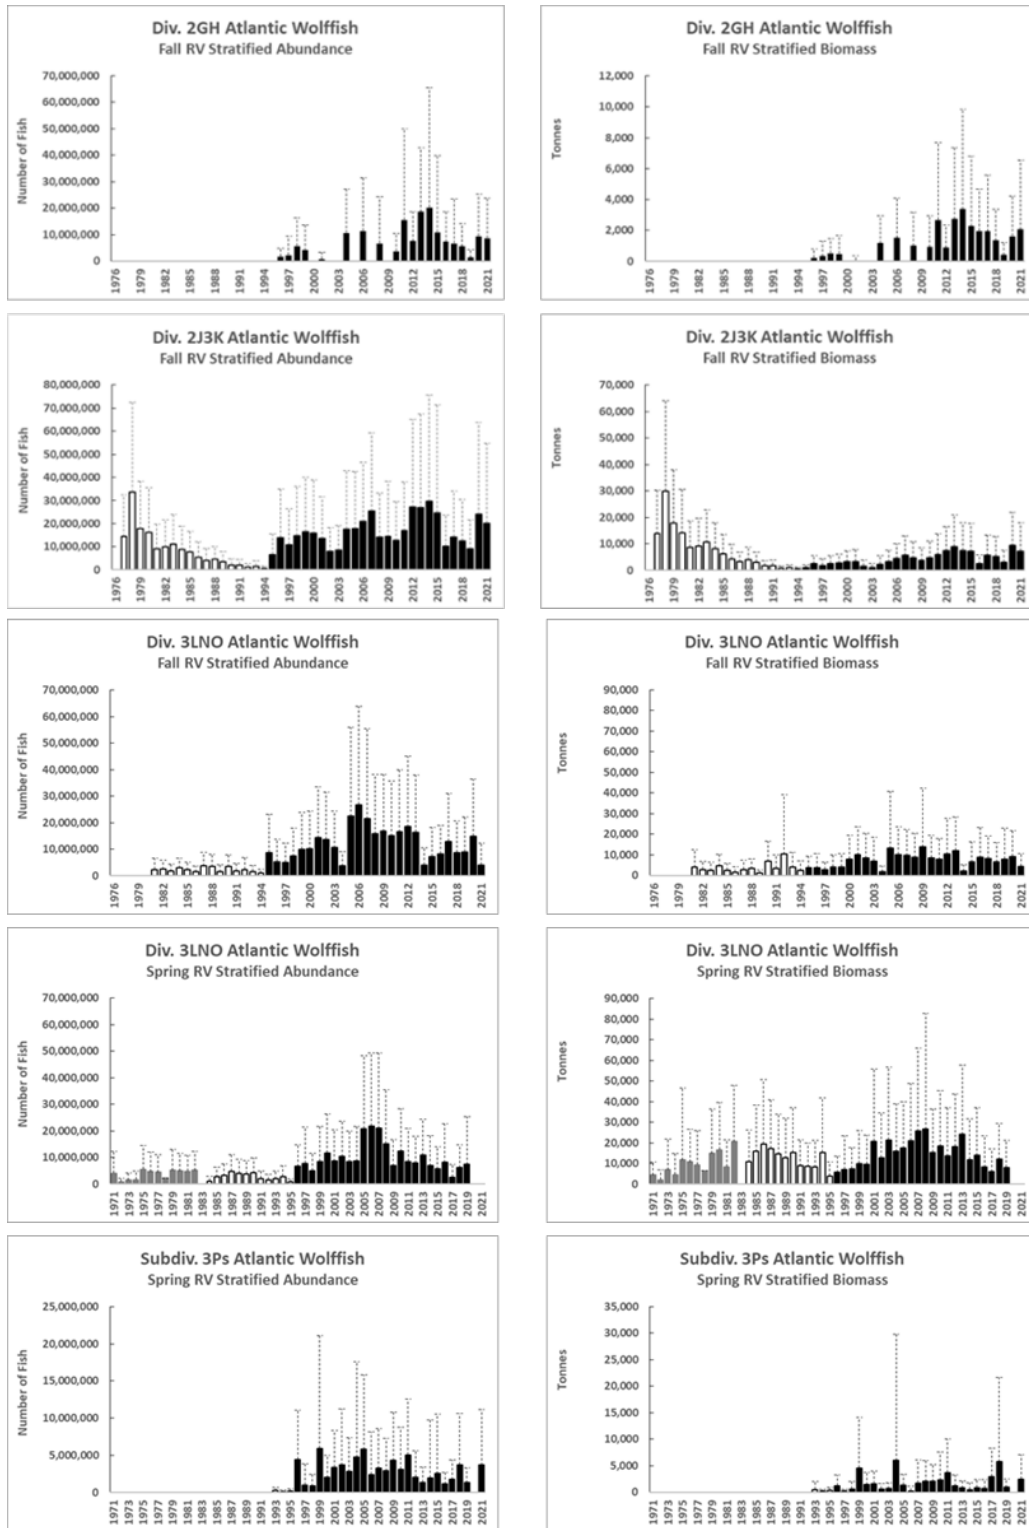 Div. 2GH Atlantic Wolffish
Fall RV Stratified Abundance
Number of Fish
70,000,000
60,000,000
50,000,000
40,000,000
30,000,000
20,000,000
10,000,000
0
1976 1979 1982 1985 1988 1991 1994 1997 2000 2003 2006 2009 2012 2015 2018 2021
Div. 2GH Atlantic Wolffish
Fall RV Stratified Biomass
Tonnes
12,000
10,000
8,000
6,000
4,000
2,000
0
1976 1979 1982 1985 1988 1991 1994 1997 2000 2003 2006 2009 2012 2015 2018 2021
Div. 2J3K Atlantic Wolffish
Fall RV Stratified Abundance
Number of Fish
80,000,000
70,000,000
60,000,000
50,000,000
40,000,000
30,000,000
20,000,000
10,000,000
0
1976 1979 1982 1985 1988 1991 1994 1997 2000 2003 2006 2009 2012 2015 2018 2021
Div. 2J3K Atlantic Wolffish
Fall RV Stratified Biomass
Tonnes
70,000
60,000
50,000
40,000
30,000
20,000
10,000
0
1976 1979 1982 1985 1988 1991 1994 1997 2000 2003 2006 2009 2012 2015 2018 2021
Div. 3LNO Atlantic Wolffish
Fall RV Stratified Abundance
Number of Fish
70,000,000
60,000,000
50,000,000
40,000,000
30,000,000
20,000,000
10,000,000
0
1976 1979 1982 1985 1988 1991 1994 1997 2000 2003 2006 2009 2012 2015 2018 2021
Div. 3LNO Atlantic Wolffish
Fall RV Stratified Biomass
Tonnes
90,000
80,000
70,000
60,000
50,000
40,000
30,000
20,000
10,000
0
1976 1979 1982 1985 1988 1991 1994 1997 2000 2003 2006 2009 2012 2015 2018 2021
Div. 3LNO Atlantic Wolffish
Spring RV Stratified Abundance
Number of Fish
70,000,000
60,000,000
50,000,000
40,000,000
30,000,000
20,000,000
10,000,000
0
1971 1973 1975 1977 1979 1981 1983 1985 1987 1989 1991 1993 1995 1997 1999 2001 2003 2005 2007 2009 2011 2013 2015 2017 2019 2021
Div. 3LNO Atlantic Wolffish
Spring RV Stratified Biomass
Tonnes
90,000
80,000
70,000
60,000
50,000
40,000
30,000
20,000
10,000
0
1971 1973 1975 1977 1979 1981 1983 1985 1987 1989 1991 1993 1995 1997 1999 2001 2003 2005 2007 2009 2011 2013 2015 2017 2019 2021
Subdiv. 3Ps Atlantic Wolffish
Spring RV Stratified Abundance
Number of Fish
25,000,000
20,000,000
15,000,000
10,000,000
5,000,000
0
1971 1973 1975 1977 1979 1981 1983 1985 1987 1989 1991 1993 1995 1997 1999 2001 2003 2005 2007 2009 2011 2013 2015 2017 2019 2021
Subdiv. 3Ps Atlantic Wolffish
Spring RV Stratified Biomass
Tonnes
35,000
30,000
25,000
20,000
15,000
10,000
5,000
0
1971 1973 1975 1977 1979 1981 1983 1985 1987 1989 1991 1993 1995 1997 1999 2001 2003 2005 2007 2009 2011 2013 2015 2017 2019 2021